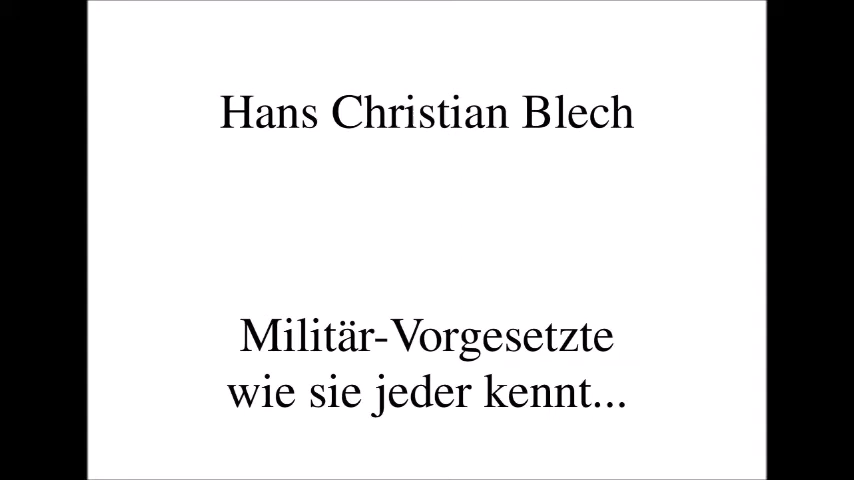 Hans Christian Blech
Militär-Vorgesetzte
wie sie jeder kennt...